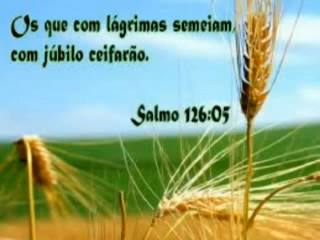 Os que com lágrimas semeiam,
com júbilo ceifarão.
Salmo 126:05